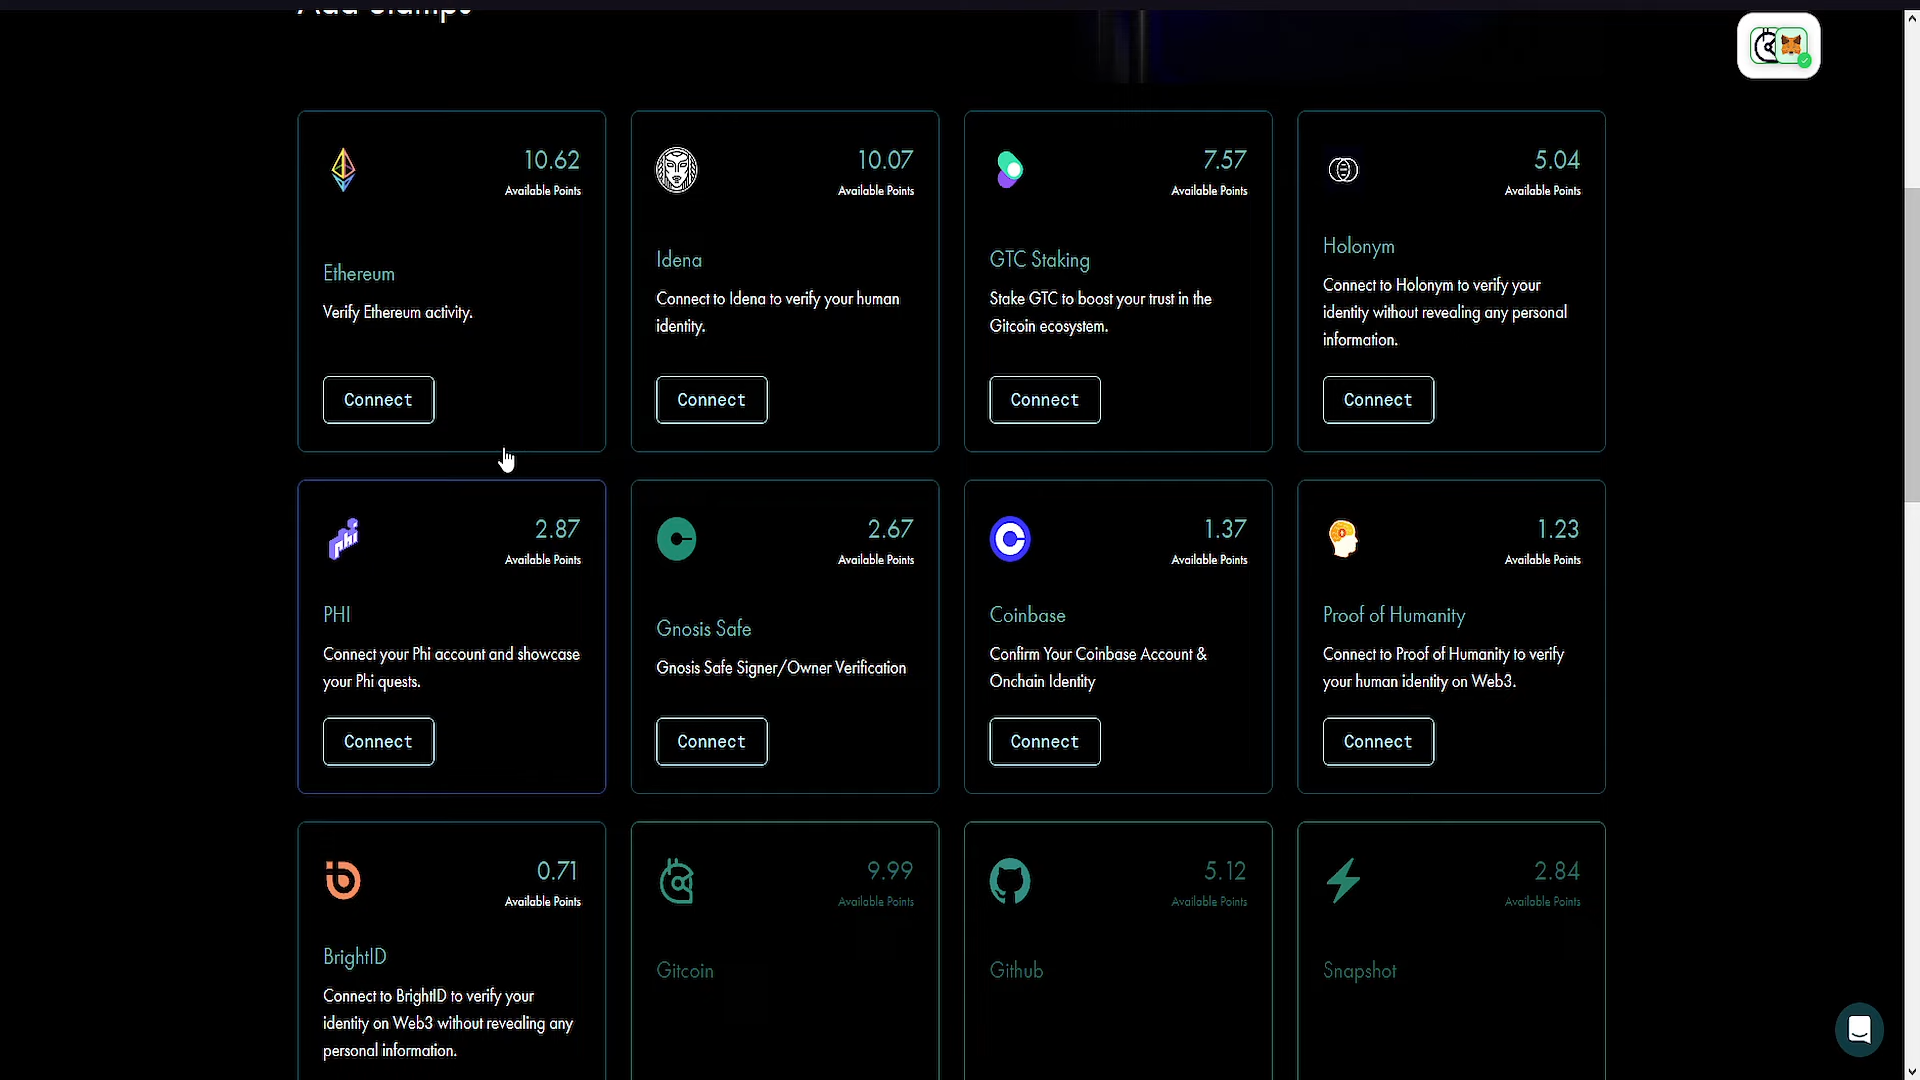 Add Stamps
10.62
Available Points
Ethereum
Verify Ethereum activity.
Connect
10.07
Available Points
Idena
Connect to Idena to verify your human
identity.
Connect
7.57
Available Points
GTC Staking
Stake GTC to boost your trust in the
Gitcoin ecosystem.
Connect
5.04
Available Points
Holonym
Connect to Holonym to verify your
identity without revealing any personal
information.
Connect
phi
2.87
Available Points
PHI
Connect your Phi account and showcase
your Phi quests.
Connect
2.67
Available Points
Gnosis Safe
Gnosis Safe Signer/Owner Verification
Connect
1.37
Available Points
Coinbase
Confirm Your Coinbase Account &
Onchain Identity
Connect
1.23
Available Points
Proof of Humanity
Connect to Proof of Humanity to verify
your human identity on Web3.
Connect
0.71
Available Points
BrightID
Connect to BrightID to verify your
identity on Web3 without revealing any
personal information.
9.99
Available Points
Gitcoin
5.12
Available Points
Github
2.84
Available Points
Snapshot